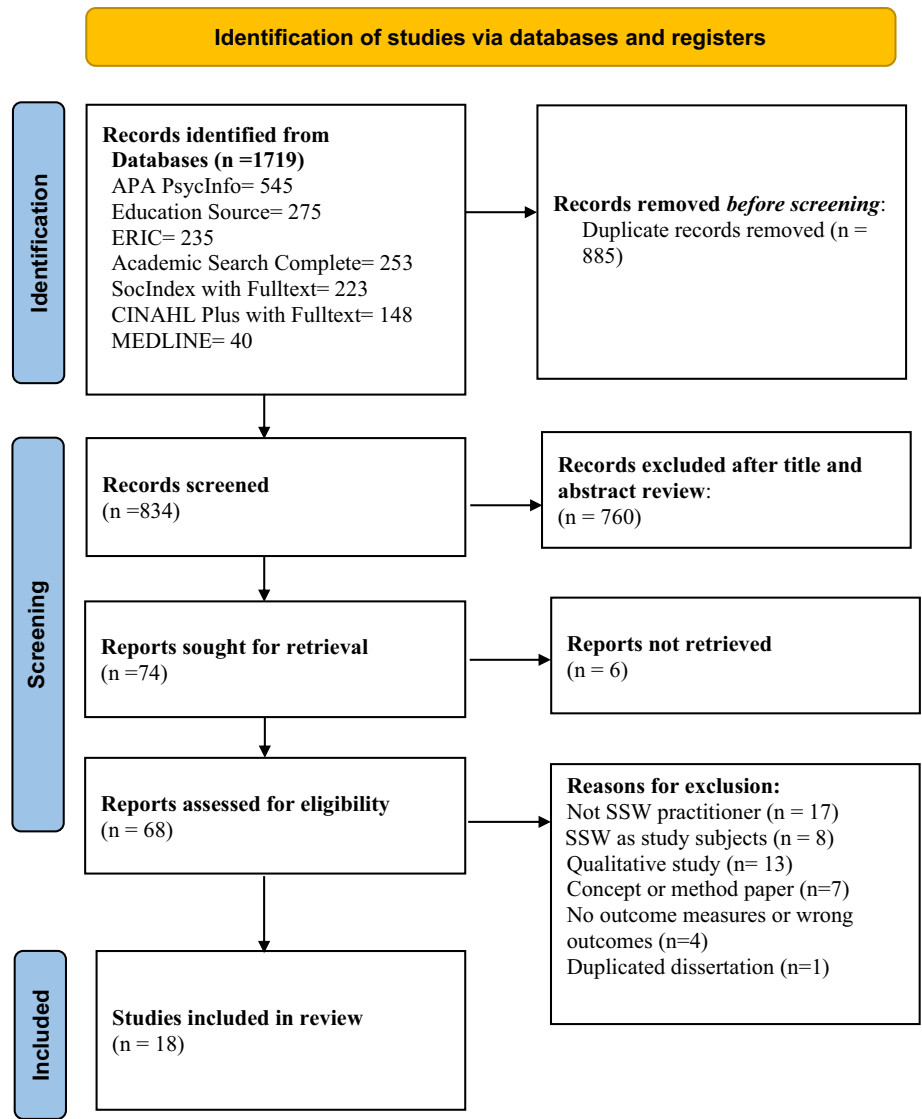 Identification of studies via databases and registers
Identification
Records identified from
Databases (n =1719)
APA PsycInfo= 545
Education Source= 275
ERIC= 235
Academic Search Complete= 253
SocIndex with Fulltext= 223
CINAHL Plus with Fulltext= 148
MEDLINE= 40
Records removed before screening:
Duplicate records removed (n =
885)
Screening
Records screened
(n =834)
Records excluded after title and
abstract review:
(n = 760)
Reports sought for retrieval
(n =74)
Reports not retrieved
(n = 6)
Reports assessed for eligibility
(n = 68)
Reasons for exclusion:
Not SSW practitioner (n = 17)
SSW as study subjects (n = 8)
Qualitative study (n= 13)
Concept or method paper (n=7)
No outcome measures or wrong
outcomes (n=4)
Duplicated dissertation (n=1)
Included
Studies included in review
(n = 18)